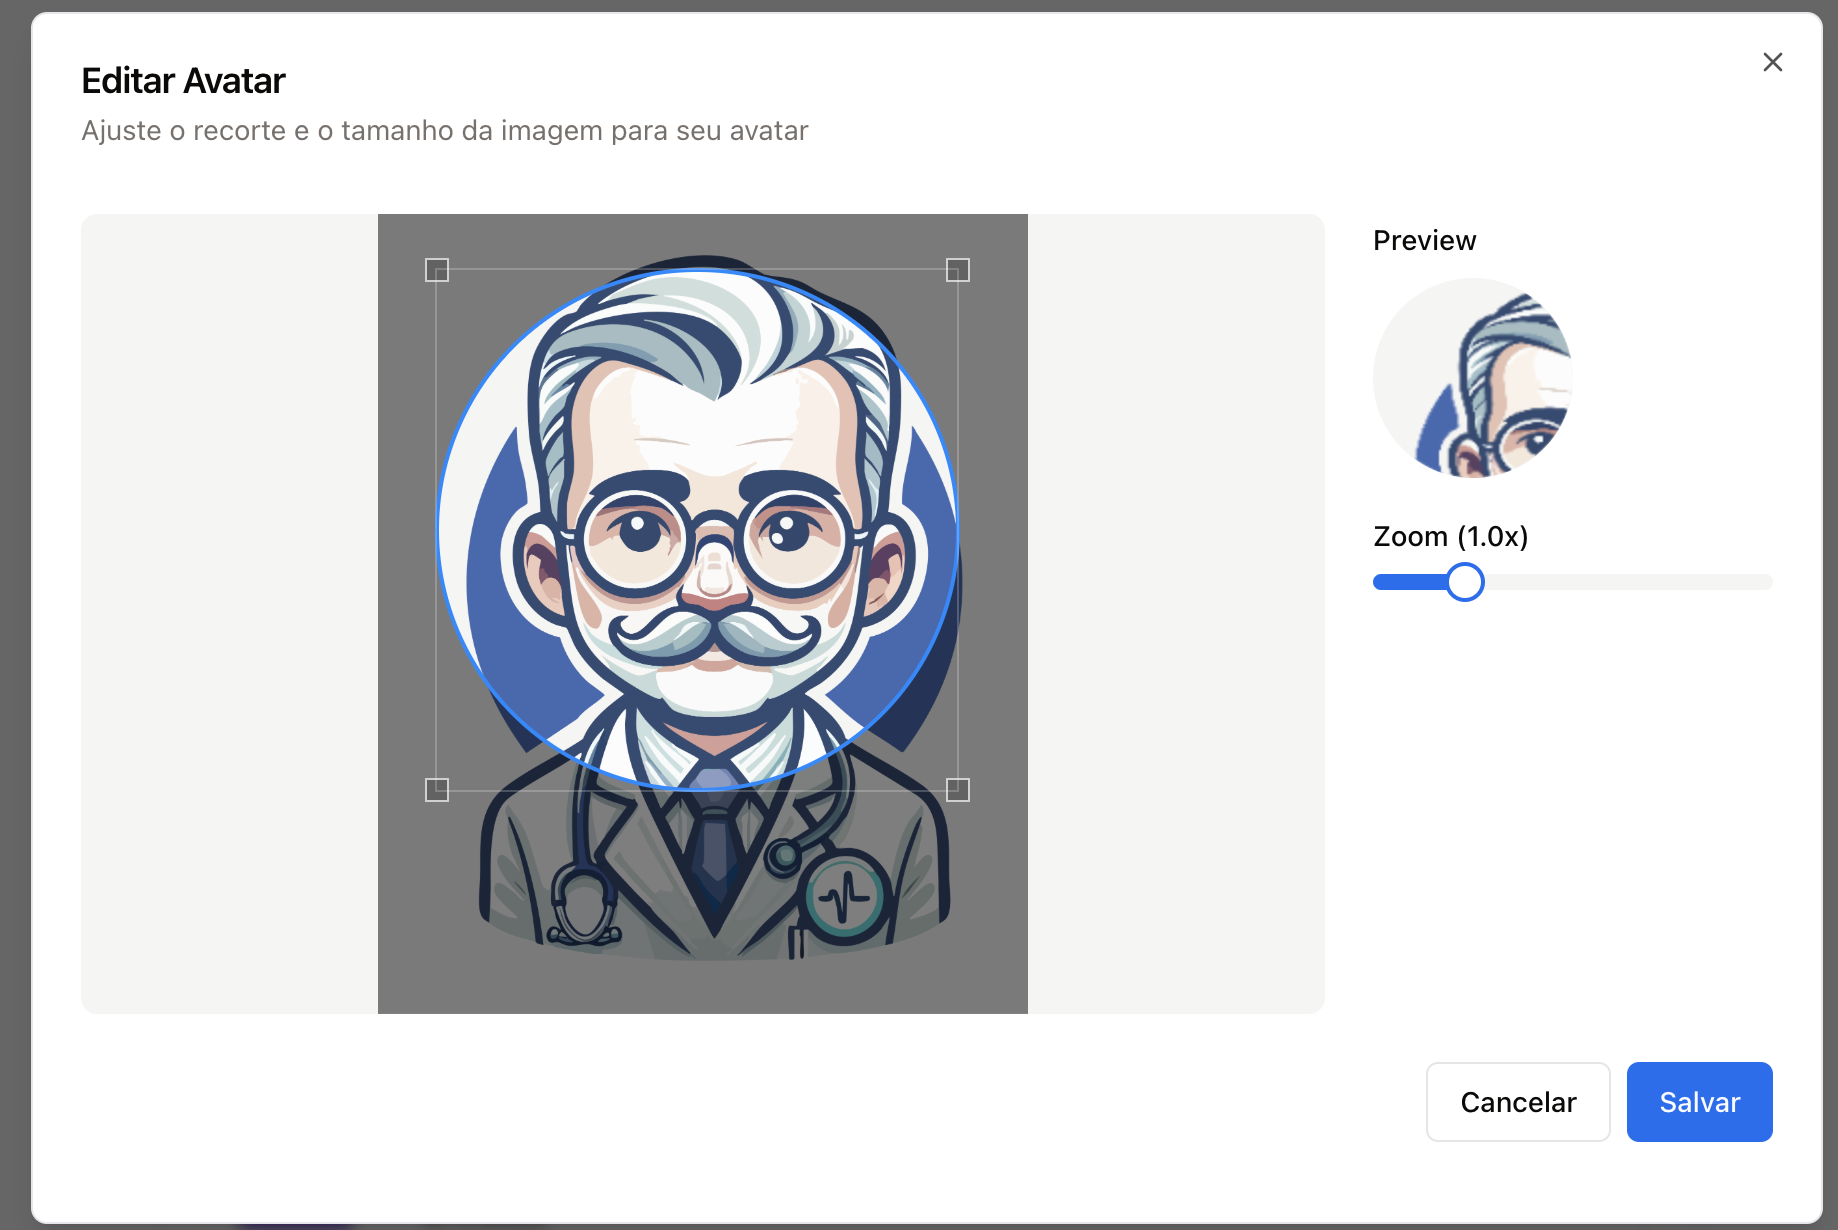 Editar Avatar
Ajuste o recorte e o tamanho da imagem para seu avatar
Preview
Zoom (1.0x)
Cancelar
Salvar